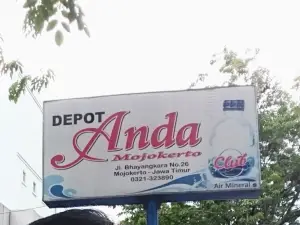 DEPOT
Anda
Mojokerto
Jl. Bhayangkara No.26
Mojokerto - Jawa Timur
0321-323890
Club
Air Mineral